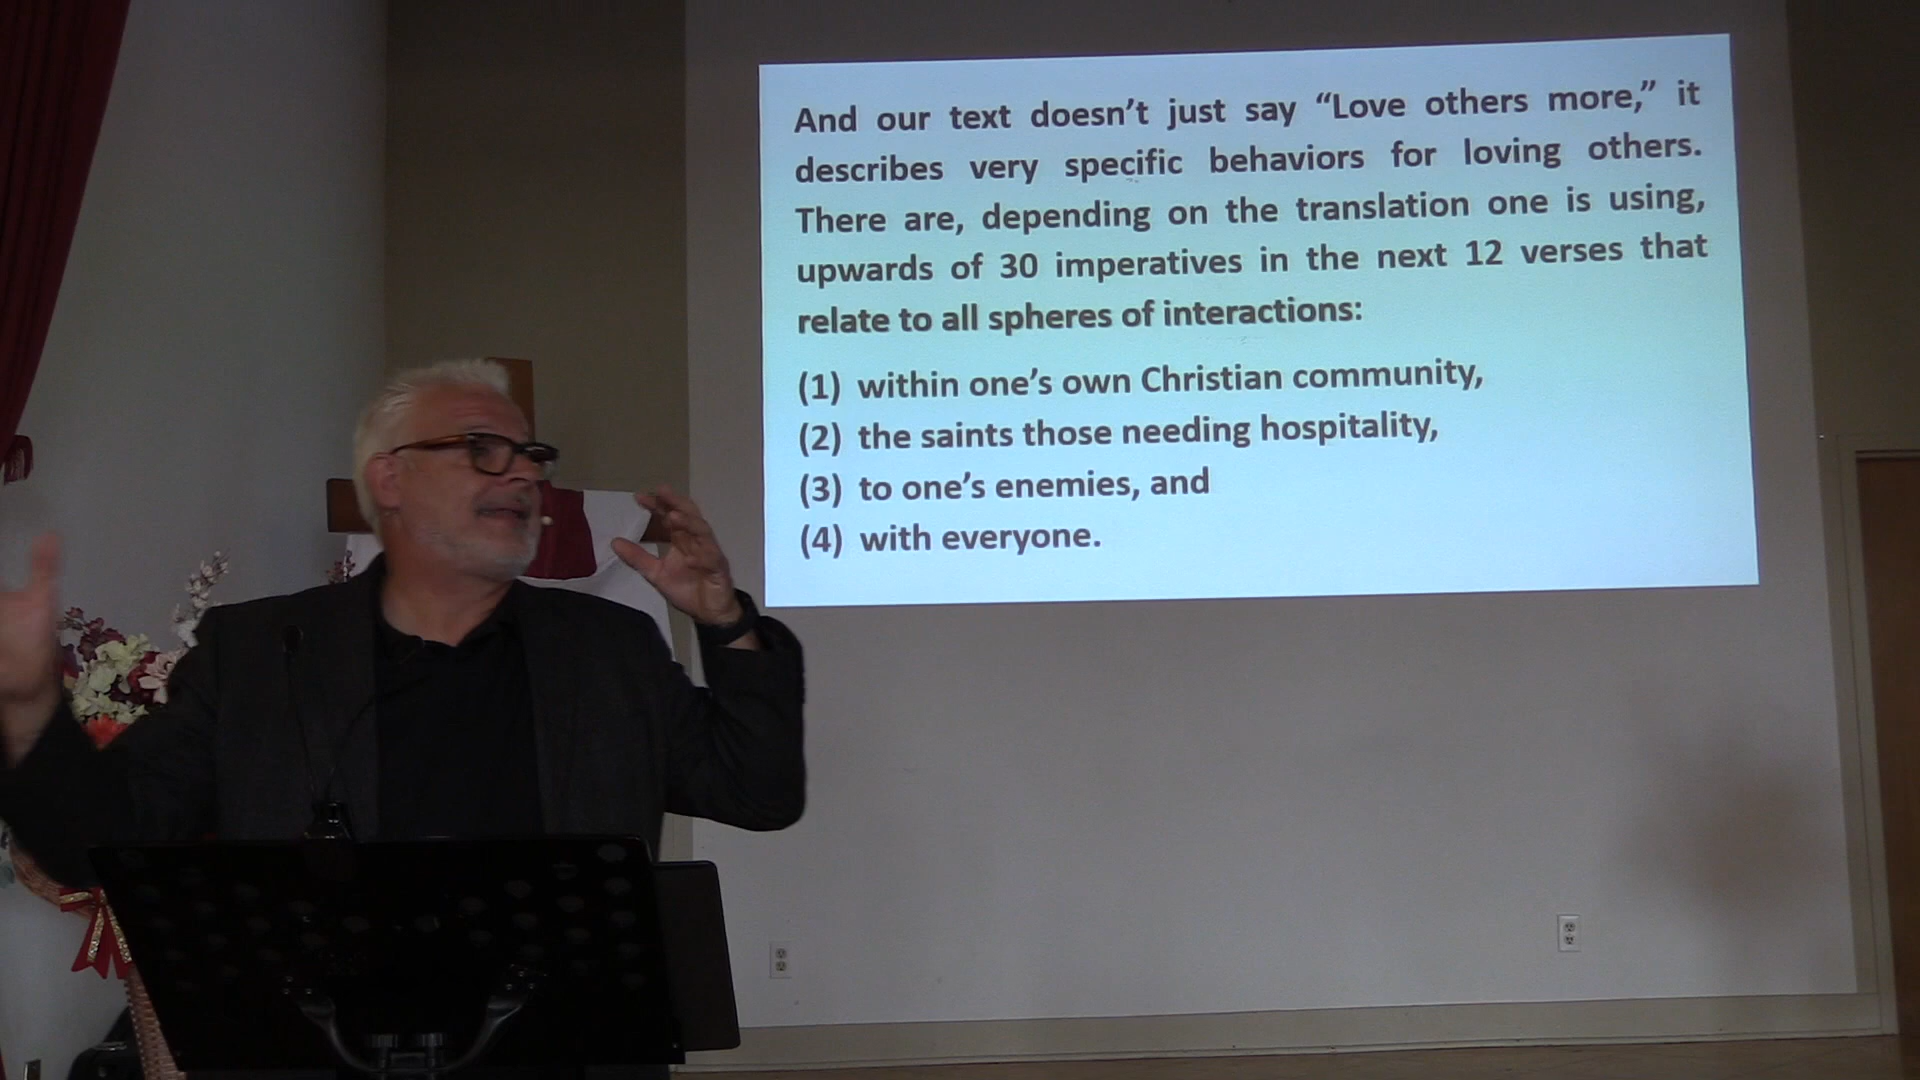 And our text doesn’t just say “Love others more,” it
describes very specific behaviors for loving others.
There are, depending on the translation one is using,
upwards of 30 imperatives in the next 12 verses that
relate to all spheres of interactions:
(1) within one’s own Christian community,
(2) the saints those needing hospitality,
(3) to one’s enemies, and
(4) with everyone.